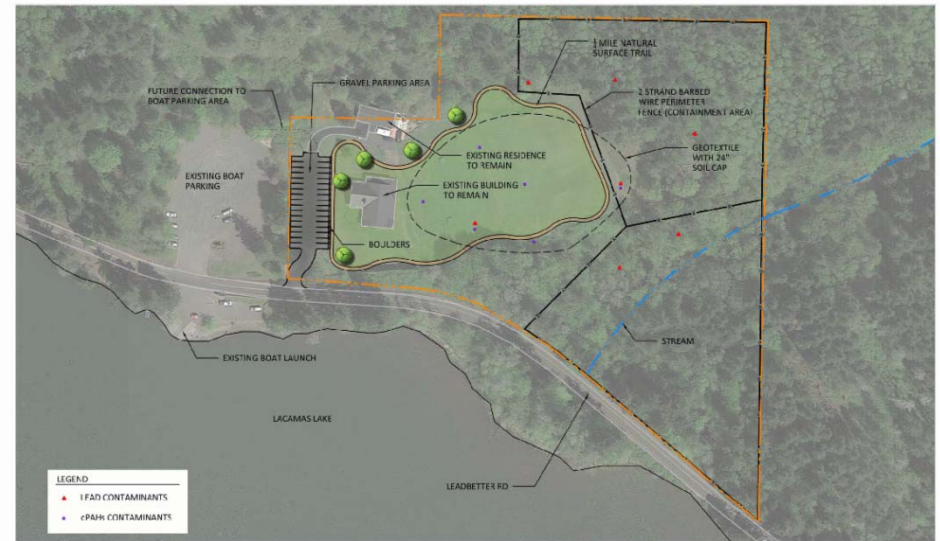 ¼ MILE NATURAL
SURFACE TRAIL
GRAVEL PARKING AREA
FUTURE CONNECTION TO
BOAT PARKING AREA
2 STRAND BARBED
WIRE PERIMETER
FENCE (CONTAINMENT AREA)
GEOTEXTILE
WITH 24"
SOIL CAP
EXISTING RESIDENCE
TO REMAIN
EXISTING BOAT
PARKING
EXISTING BUILDING
TO REMAIN
BOULDERS
STREAM
EXISTING BOAT LAUNCH
LACAMAS LAKE
LEADBETTER RD
LEGEND
LEAD CONTAMINANTS
cPAHs CONTAMINANTS